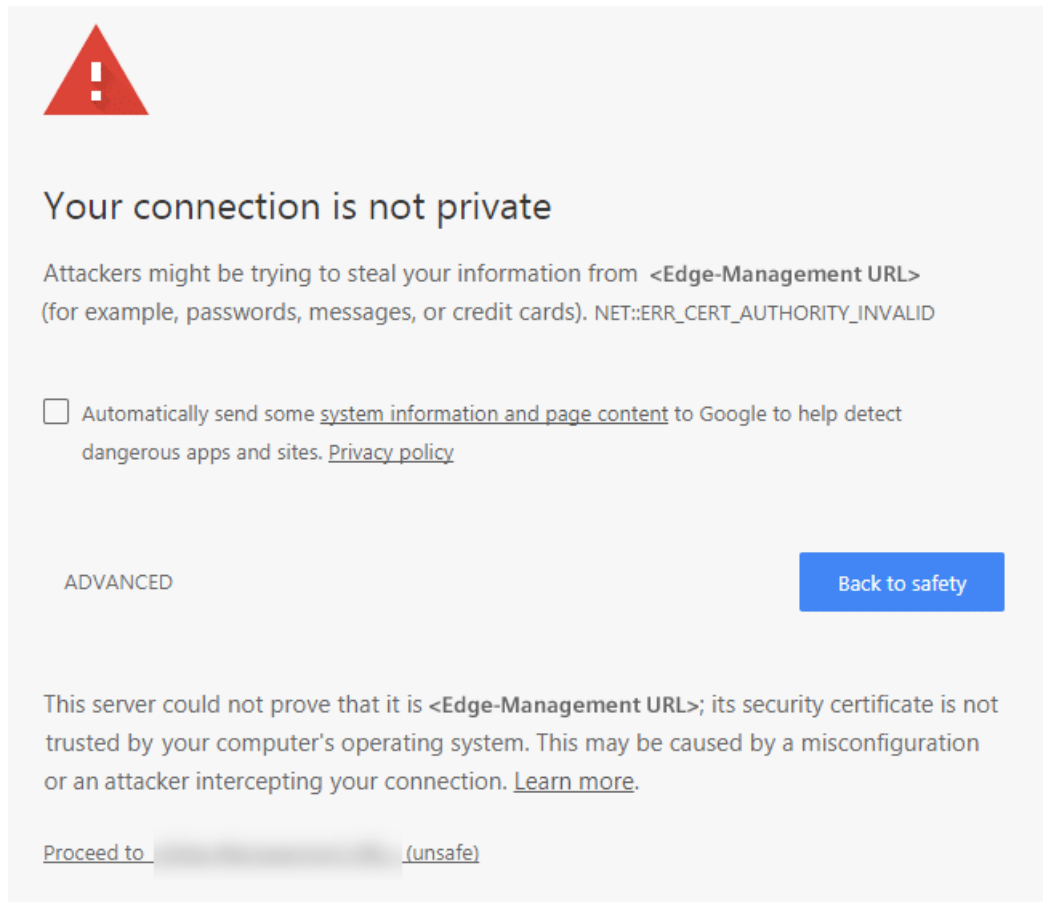 Your connection is not private
Attackers might be trying to steal your information from <Edge-Management URL>
(for example, passwords, messages, or credit cards). NET::ERR_CERT_AUTHORITY_INVALID
Automatically send some system information and page content to Google to help detect
dangerous apps and sites. Privacy policy
ADVANCED
Back to safety
This server could not prove that it is <Edge-Management URL>; its security certificate is not
trusted by your computer's operating system. This may be caused by a misconfiguration
or an attacker intercepting your connection. Learn more.
Proceed to (unsafe)